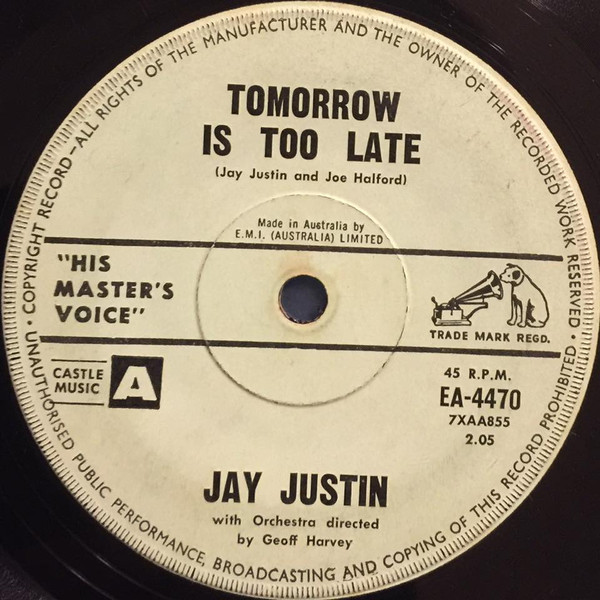 COPYRIGHT RECORD—ALL RIGHTS OF THE MANUFACTURER AND THE OWNER OF THE RECORDED WORK RESERVED •
TOMORROW
IS TOO LATE
(Jay Justin and Joe Halford)
Made in Australia by
E.M.I. (AUSTRALIA) LIMITED
"HIS
MASTER'S
VOICE"
TRADE MARK REGD.
CASTLE
MUSIC
A
45 R.P.M.
EA-4470
7XAA855
2.05
JAY JUSTIN
with Orchestra directed
by Geoff Harvey
UNAUTHORISED PUBLIC PERFORMANCE, BROADCASTING AND COPYING OF THIS RECORD PROHIBITED •